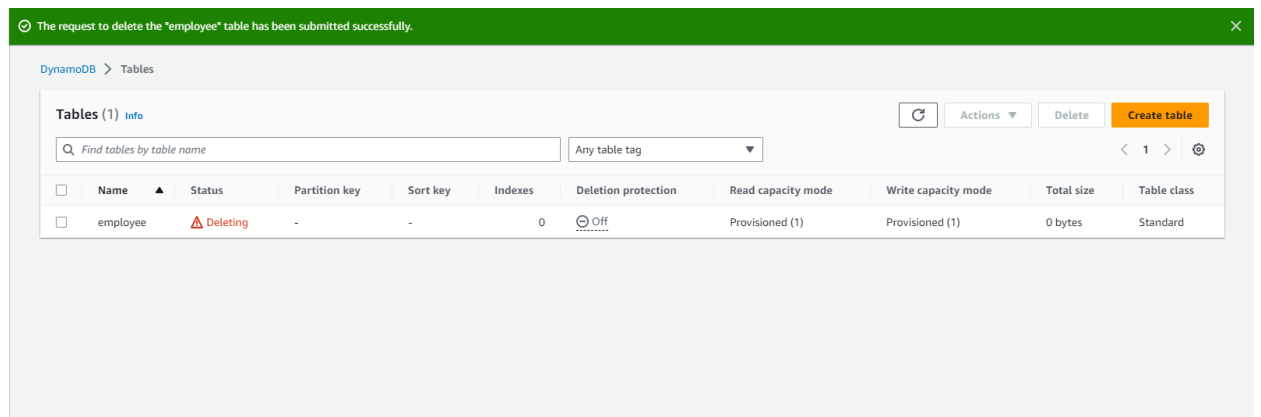 The request to delete the "employee" table has been submitted successfully.
DynamoDB > Tables
Tables (1) Info
Actions
Delete
Create table
Find tables by table name
Any table tag
< 1 >
Name Status Partition key Sort key Indexes Deletion protection Read capacity mode Write capacity mode Total size Table class
employee Deleting - - 0 Off Provisioned (1) Provisioned (1) 0 bytes Standard